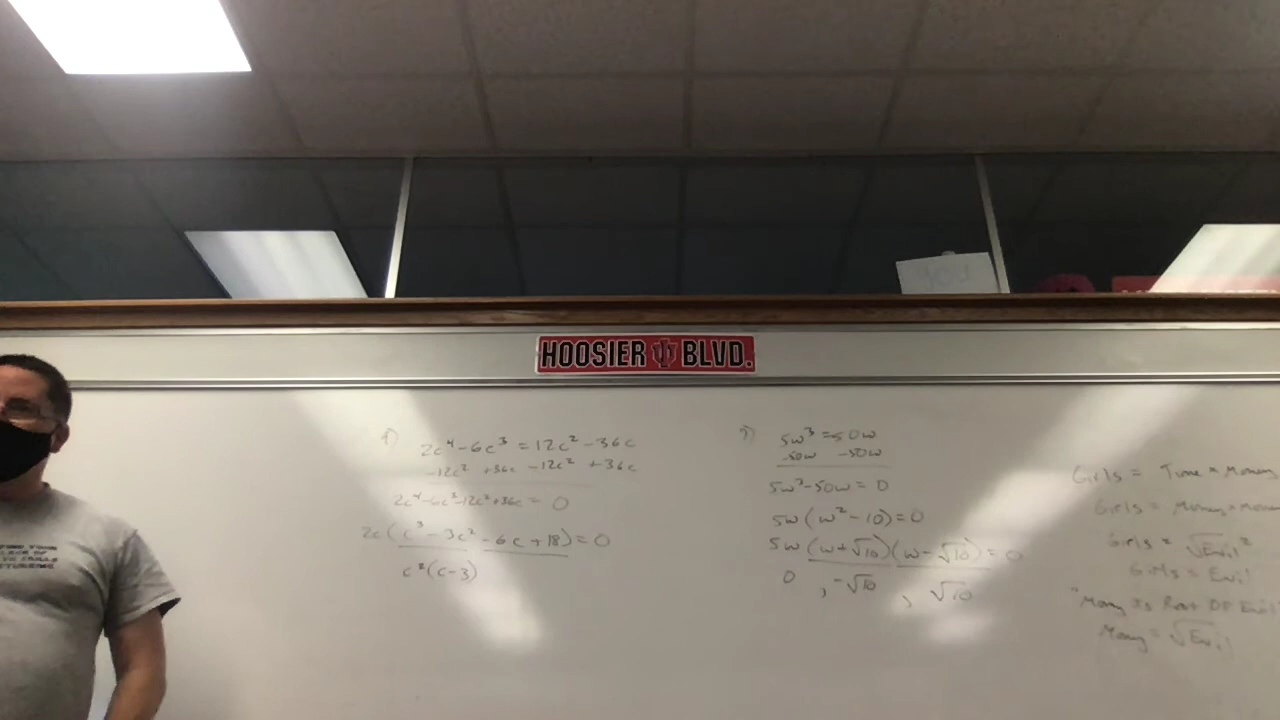 HOOSIER BLVD.
2c⁴-6c³ = 12c²-36c
-12c² +36c -12c² +36c
2c⁴-6c³-12c²+36c = 0
2c(c³-3c²-6c+18)=0
c²(c-3)
9)
5w³=50w
-50w -50w
5w³-50w = 0
5w(w²-10)=0
5w(w+√10)(w-√10)=0
0, -√10, √10
Girls = Time × Money
Girls = Money × Mone
Girls = √Evil²
Girls = Evil
"Money Is Root Of Evil
Money = √Evil